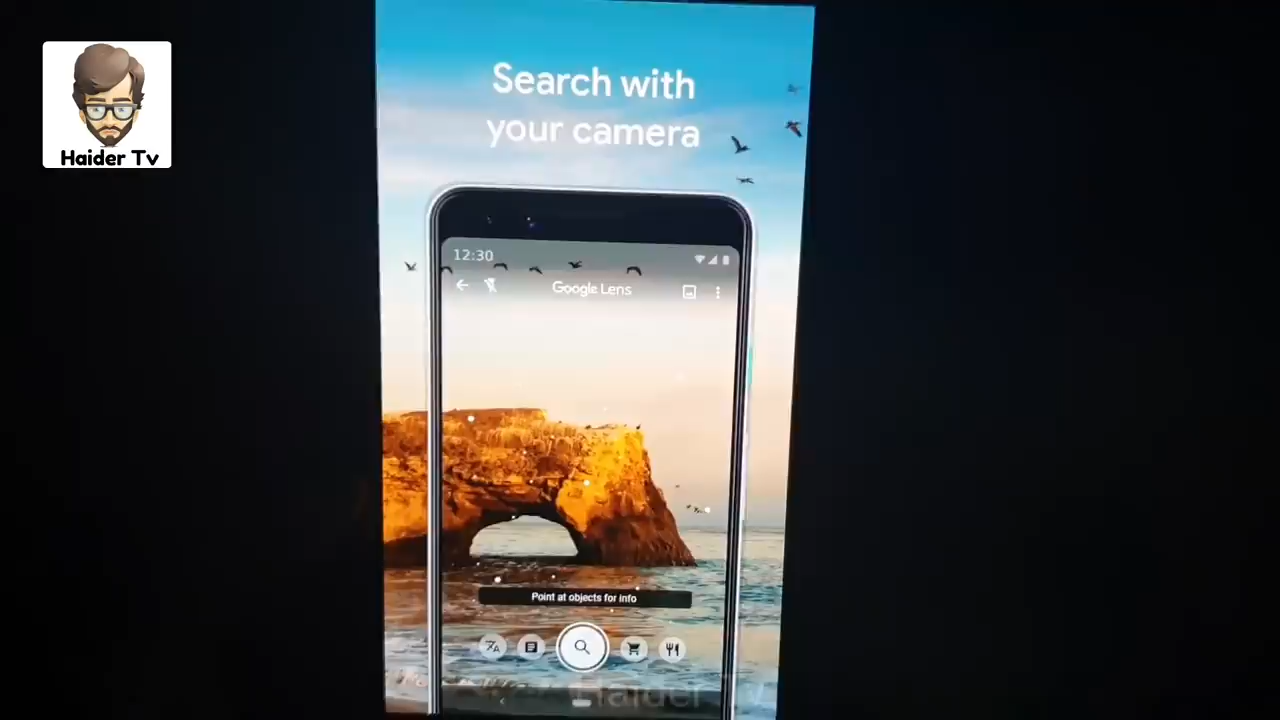 Haider Tv
Search with
your camera
12:30
Google Lens
Point at objects for info
Haider Tv